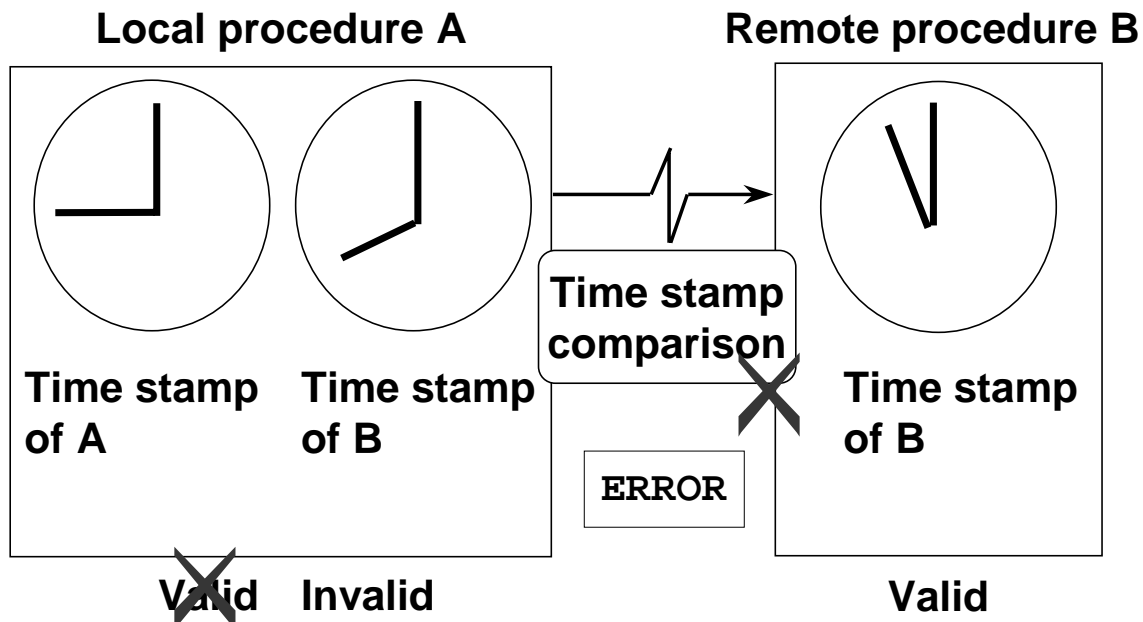 Local procedure A
Remote procedure B
Time stamp
of A
Time stamp
of B
Time stamp
comparison
Time stamp
of B
ERROR
Valid
Invalid
Valid